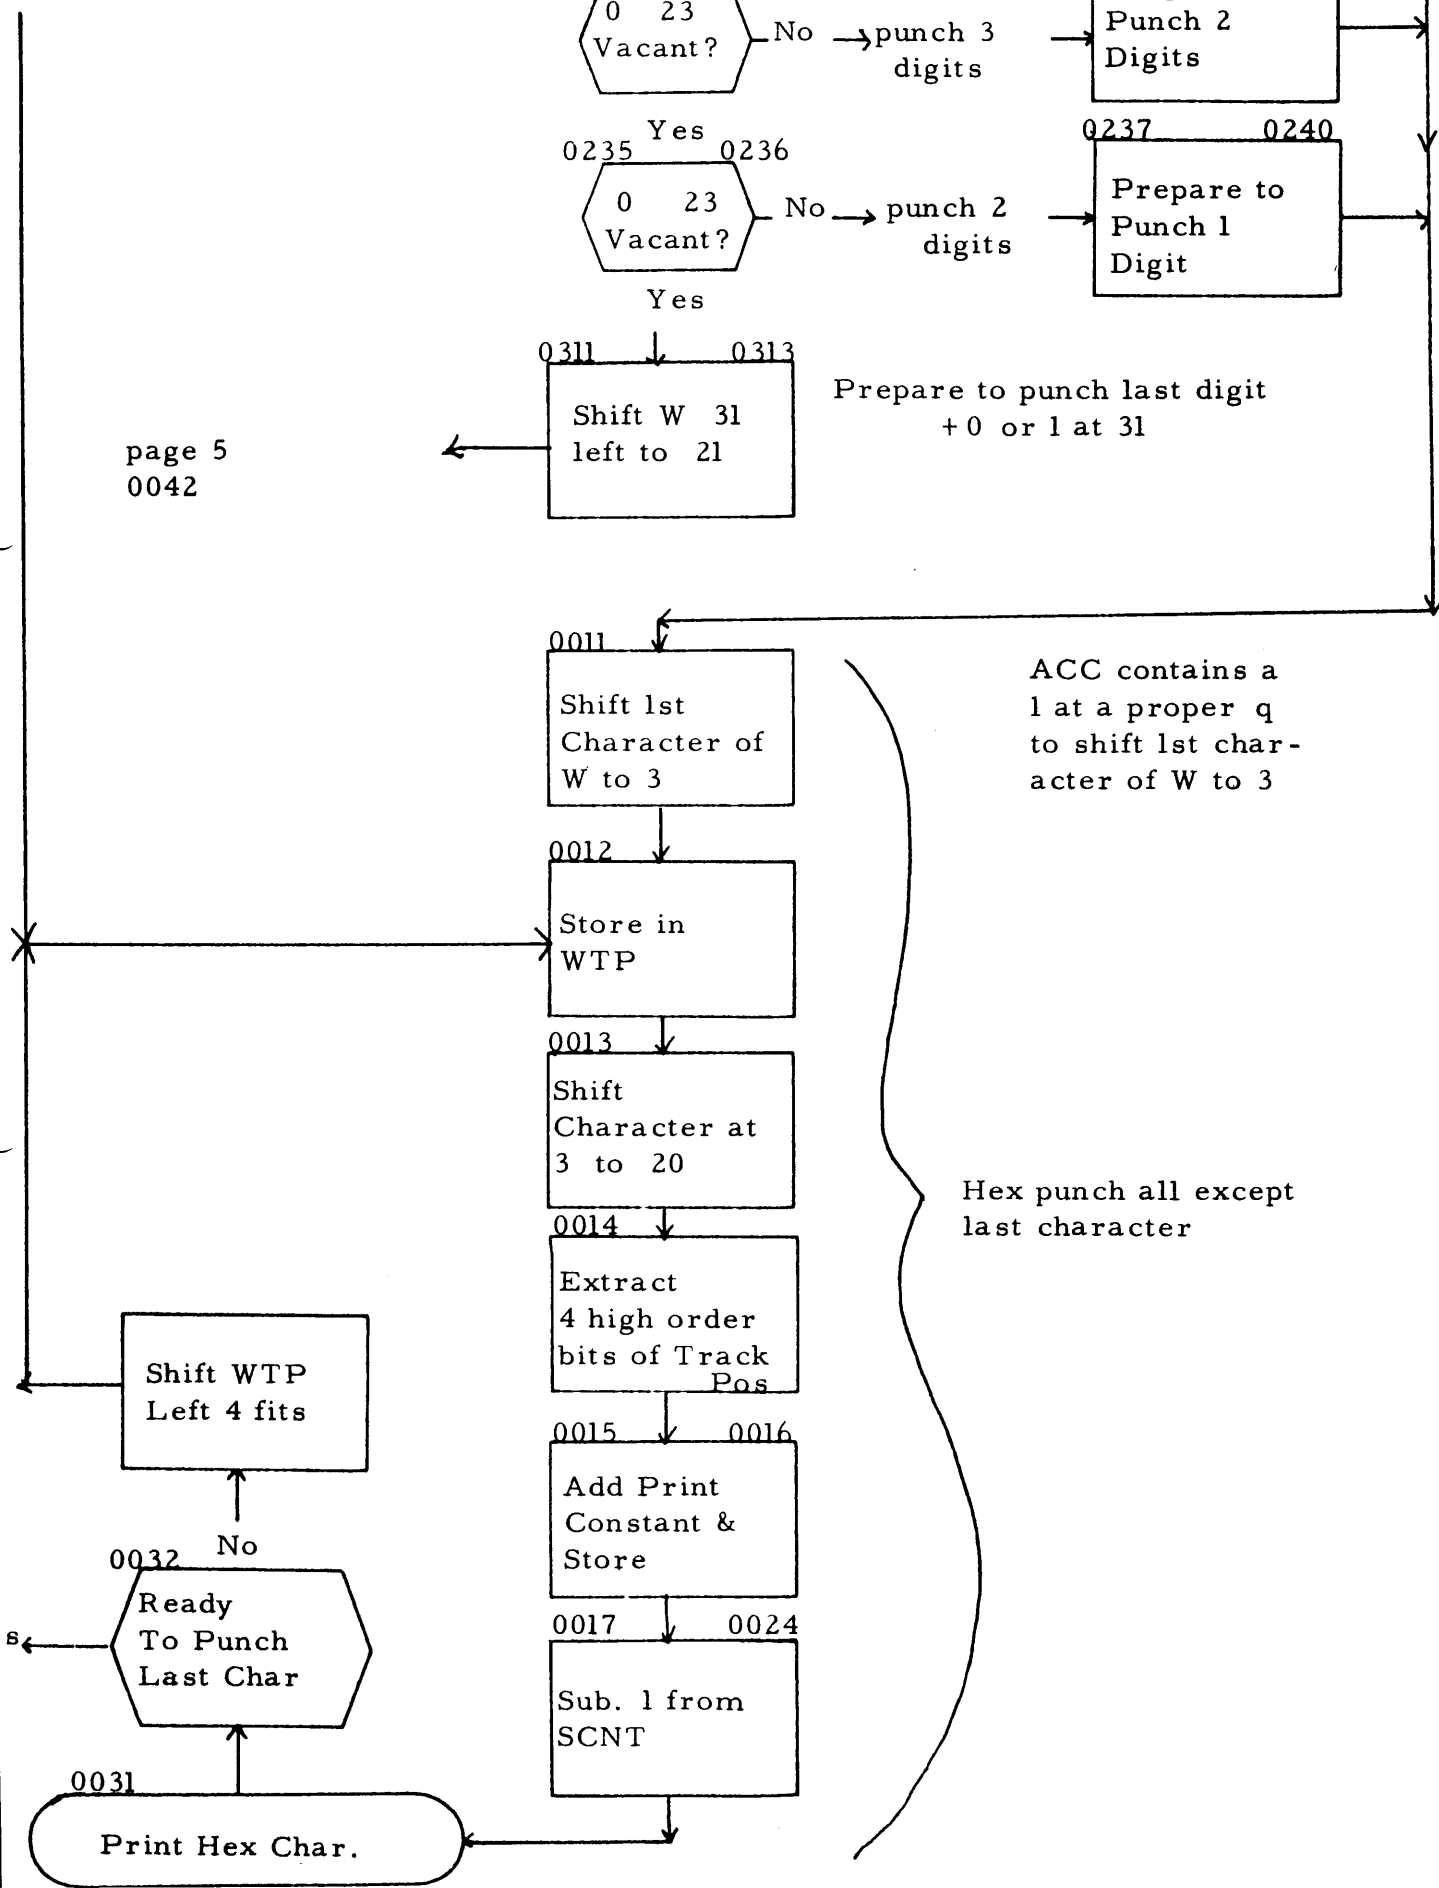 0 23
Vacant?
No
punch 3
digits
Punch 2
Digits
Yes
0235 0236
0 23
Vacant?
No
punch 2
digits
0237 0240
Prepare to
Punch 1
Digit
Yes
0311 0313
Shift W 31
left to 21
Prepare to punch last digit
+0 or 1 at 31
page 5
0042
0011
Shift 1st
Character of
W to 3
ACC contains a
1 at a proper q
to shift 1st char-
acter of W to 3
0012
Store in
WTP
0013
Shift
Character at
3 to 20
Hex punch all except
last character
0014
Extract
4 high order
bits of Track
Pos
0015 0016
Add Print
Constant &
Store
0017 0024
Sub. 1 from
SCNT
Shift WTP
Left 4 fits
No
0032
Ready
To Punch
Last Char
s
0031
Print Hex Char.